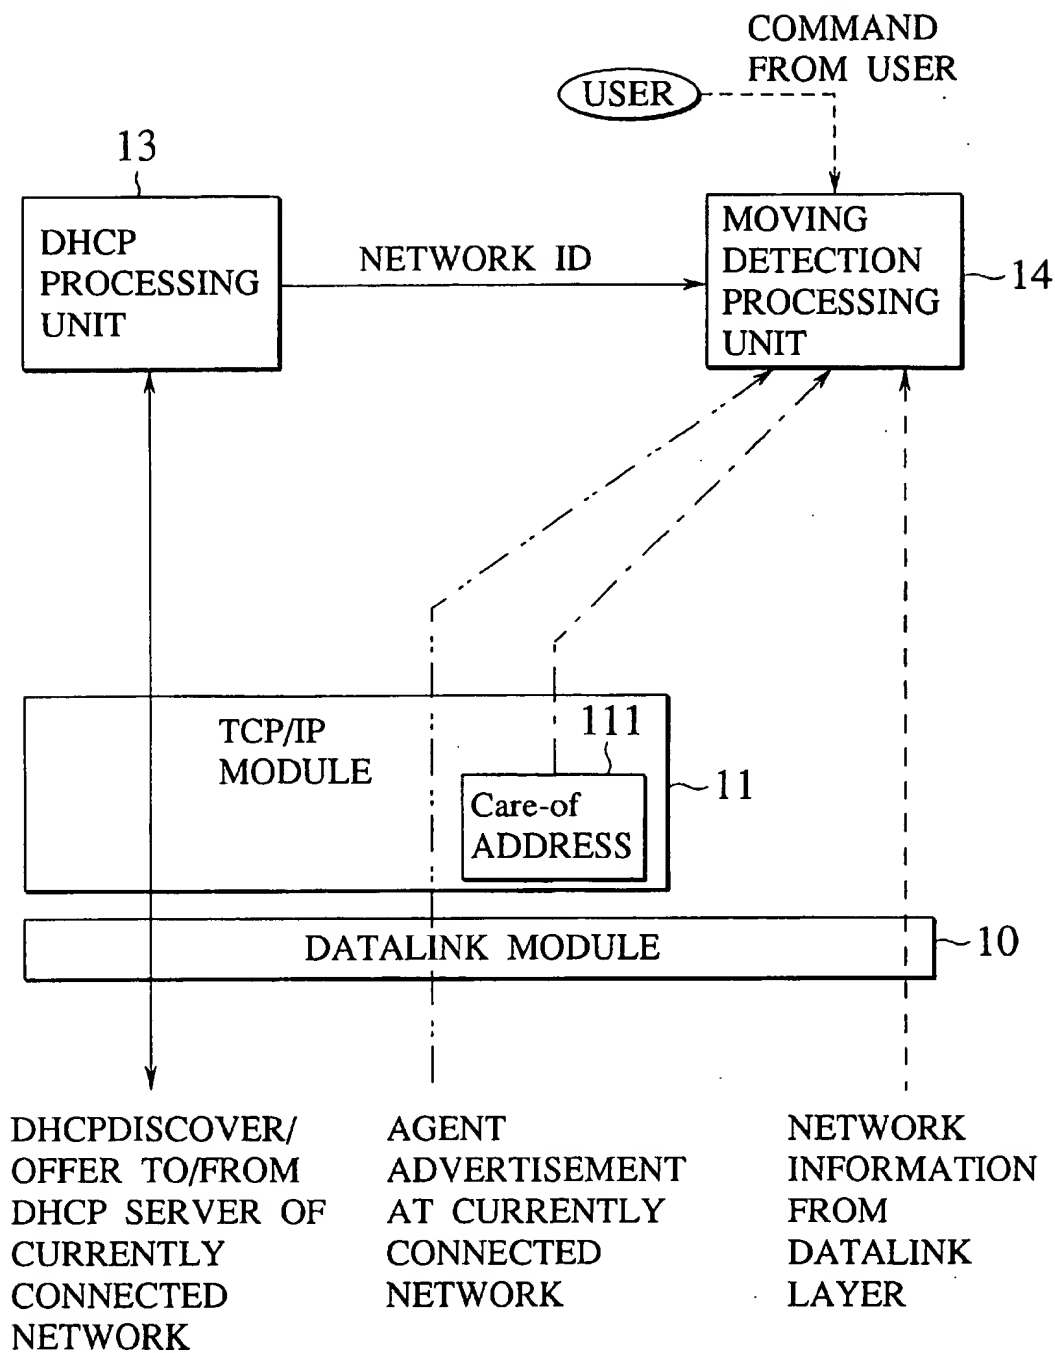 COMMAND
FROM USER
USER
13
DHCP
PROCESSING
UNIT
NETWORK ID
MOVING
DETECTION
PROCESSING
UNIT
14
TCP/IP
MODULE
111
Care-of
ADDRESS
11
DATALINK MODULE
10
DHCPDISCOVER/
OFFER TO/FROM
DHCP SERVER OF
CURRENTLY
CONNECTED
NETWORK
AGENT
ADVERTISEMENT
AT CURRENTLY
CONNECTED
NETWORK
NETWORK
INFORMATION
FROM
DATALINK
LAYER